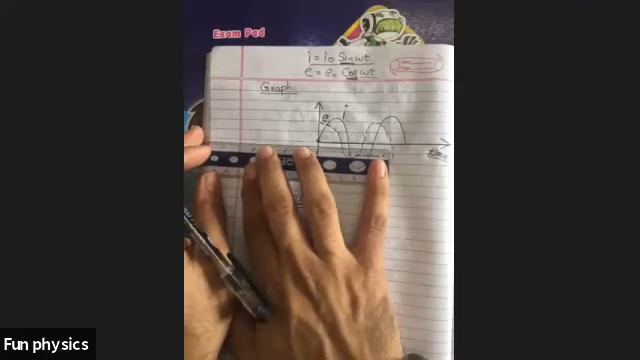 Exam Pad
i = i₀ Sinωt
e = e₀ Cosωt
Graph:
e
i
Fun physics